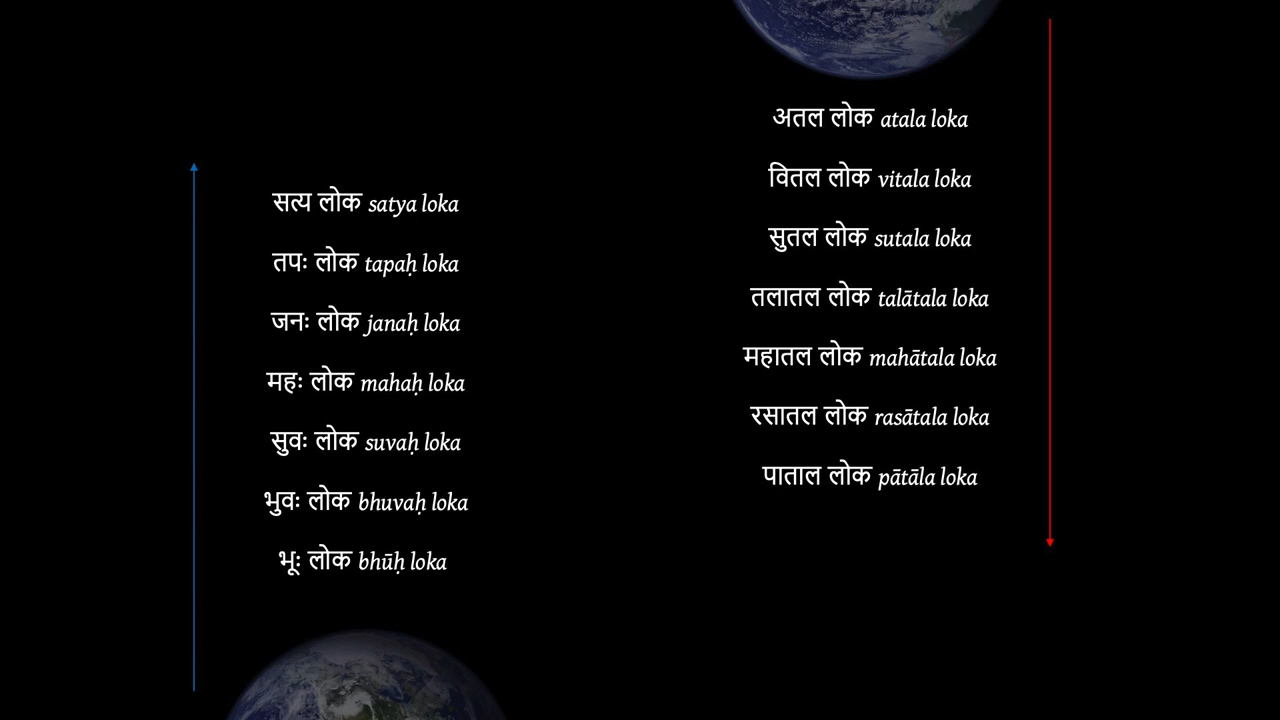 सत्य लोक satya loka
तपः लोक tapaḥ loka
जनः लोक janaḥ loka
महः लोक mahaḥ loka
सुवः लोक suvaḥ loka
भुवः लोक bhuvaḥ loka
भूः लोक bhūḥ loka
अतल लोक atala loka
वितल लोक vitala loka
सुतल लोक sutala loka
तलातल लोक talātala loka
महातल लोक mahātala loka
रसातल लोक rasātala loka
पाताल लोक pātāla loka